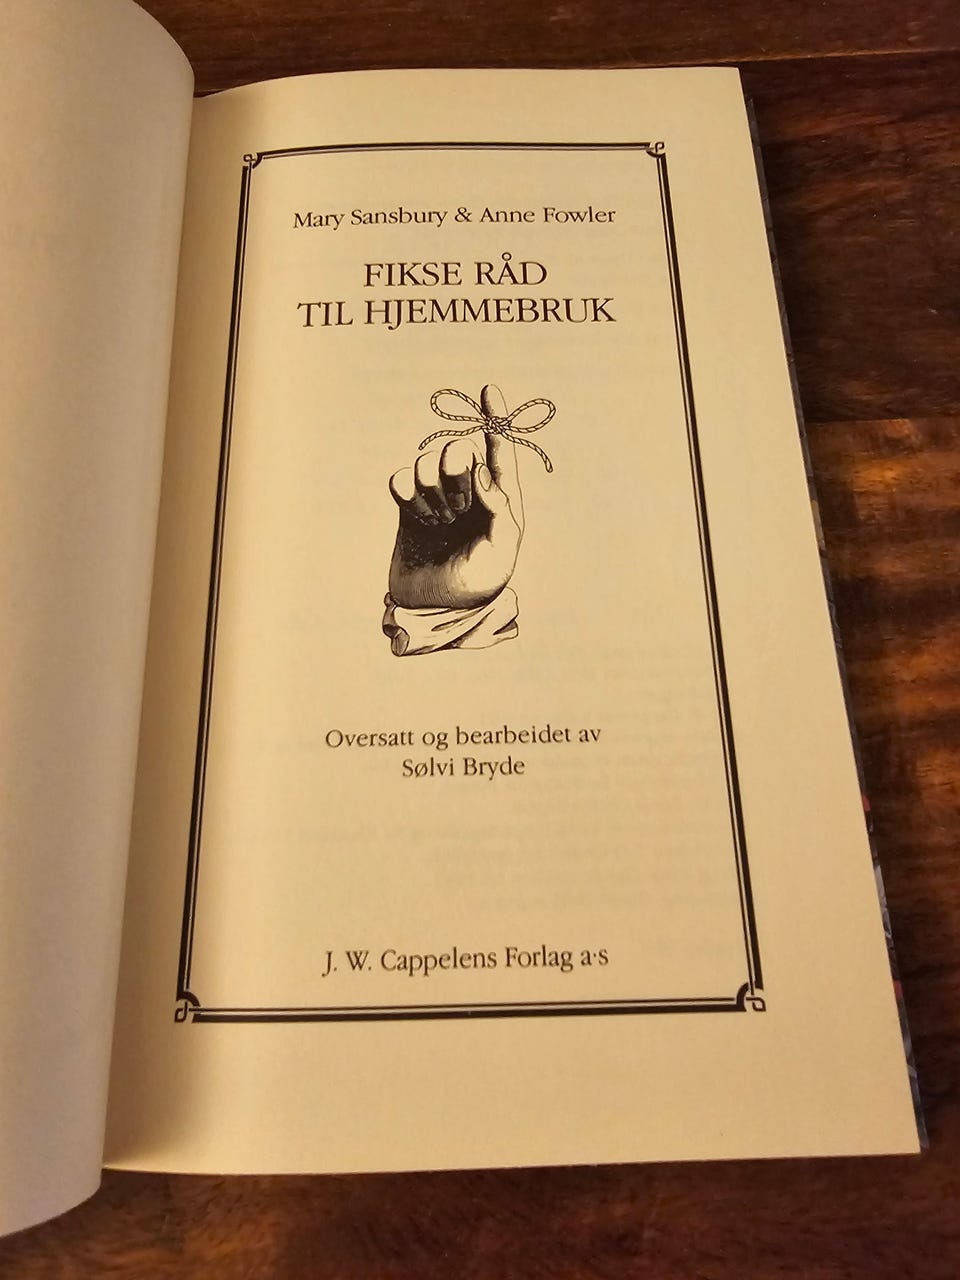 Mary Sansbury & Anne Fowler
FIKSE RÅD
TIL HJEMMEBRUK
Oversatt og bearbeidet av
Sølvi Bryde
J. W. Cappelens Forlag a·s